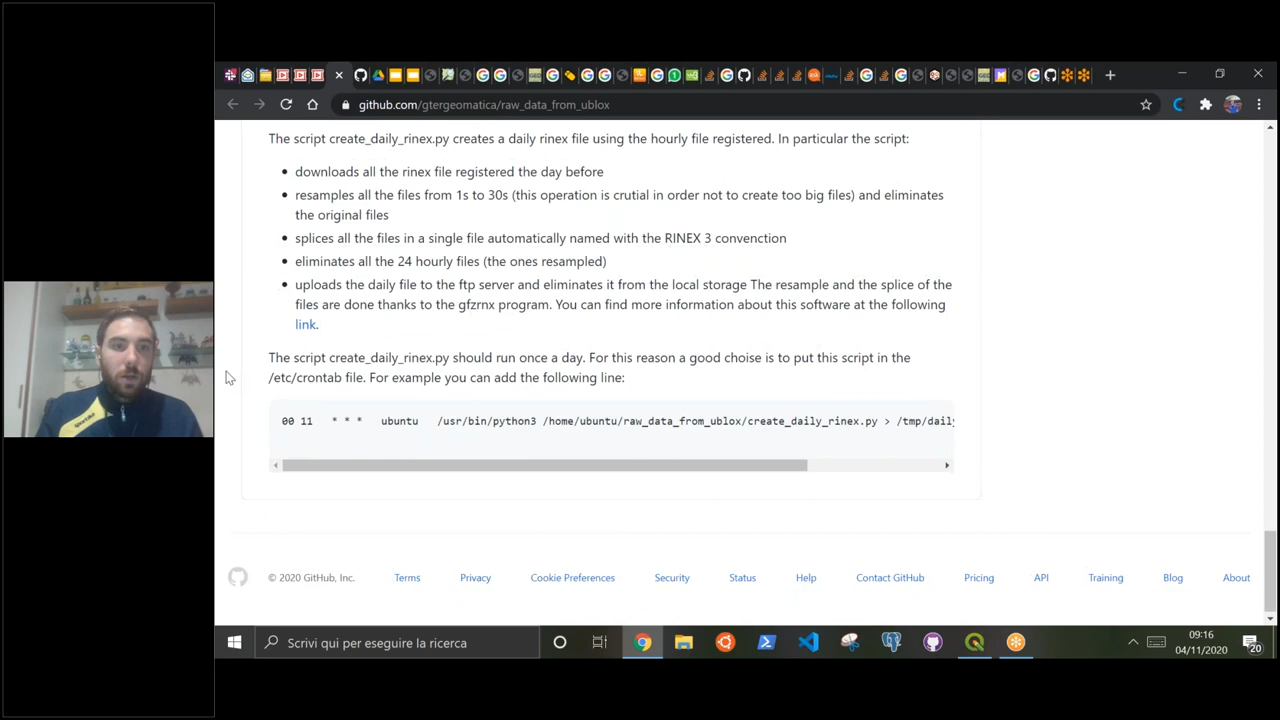 github.com/gtergeomatica/raw_data_from_ublox
The script create_daily_rinex.py creates a daily rinex file using the hourly file registered. In particular the script:
downloads all the rinex file registered the day before
resamples all the files from 1s to 30s (this operation is crutial in order not to create too big files) and eliminates
the original files
splices all the files in a single file automatically named with the RINEX 3 convenction
eliminates all the 24 hourly files (the ones resampled)
uploads the daily file to the ftp server and eliminates it from the local storage The resample and the splice of the
files are done thanks to the gfzrnx program. You can find more information about this software at the following
link.
The script create_daily_rinex.py should run once a day. For this reason a good choise is to put this script in the
/etc/crontab file. For example you can add the following line:
00 11 * * * ubuntu /usr/bin/python3 /home/ubuntu/raw_data_from_ublox/create_daily_rinex.py > /tmp/daily
© 2020 GitHub, Inc. Terms Privacy Cookie Preferences Security Status Help Contact GitHub Pricing API Training Blog About
Scrivi qui per eseguire la ricerca
09:16
04/11/2020
20